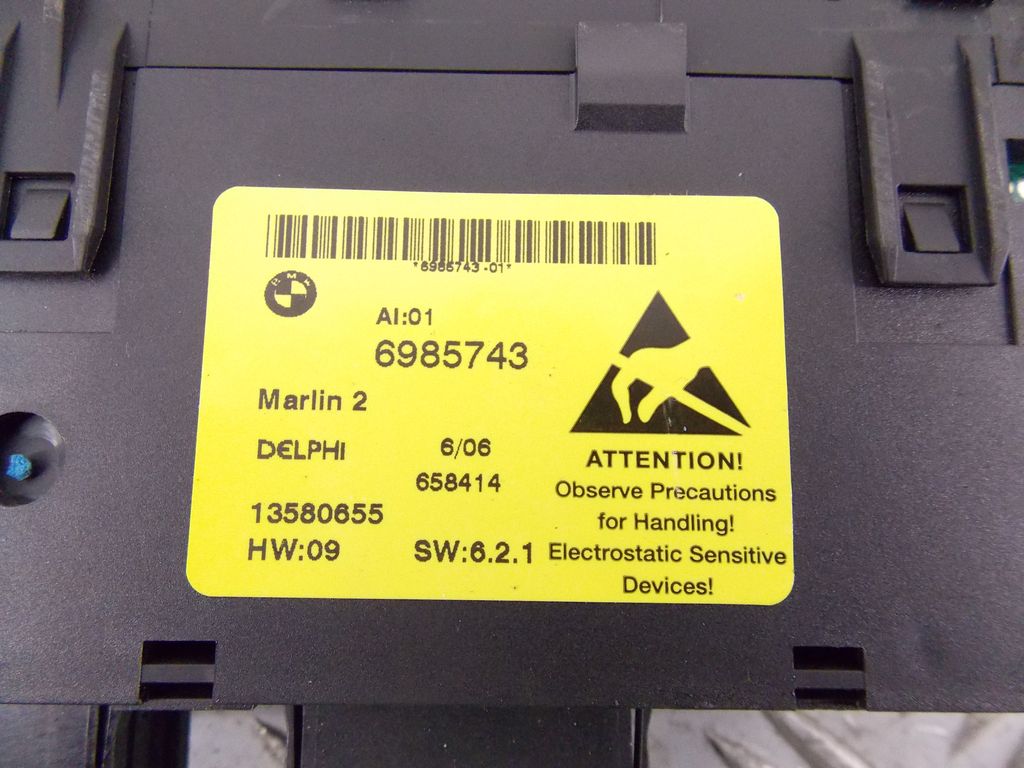 *6985743-01*
BMW
AI:01
6985743
Marlin 2
DELPHI 6/06
658414
13580655
HW:09 SW:6.2.1
ATTENTION!
Observe Precautions
for Handling!
Electrostatic Sensitive
Devices!